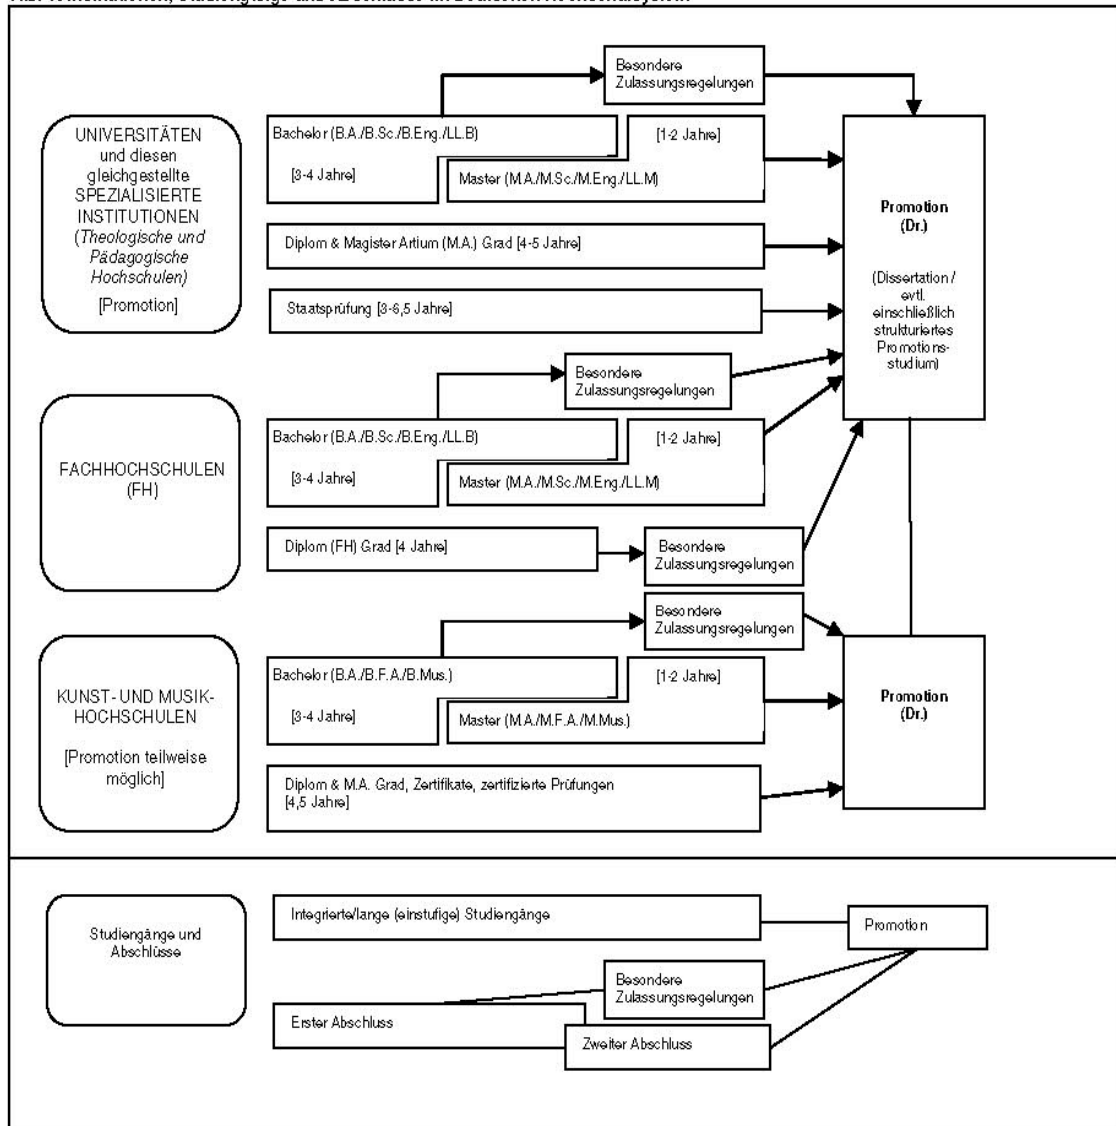 Besondere
Zulassungsregelungen
UNIVERSITÄTEN
und diesen
gleichgestellte
SPEZIALISIERTE
INSTITUTIONEN
(Theologische und
Pädagogische
Hochschulen)
[Promotion]
Bachelor (B.A./B.Sc./B.Eng./LL.B)
[1-2 Jahre]
[3-4 Jahre]
Master (M.A./M.Sc./M.Eng./LL.M)
Diplom & Magister Artium (M.A.) Grad [4-5 Jahre]
Staatsprüfung [3-6,5 Jahre]
Promotion
(Dr.)
(Dissertation /
evtl.
einschließlich
strukturiertes
Promotions-
studium)
FACHHOCHSCHULEN
(FH)
Besondere
Zulassungsregelungen
Bachelor (B.A./B.Sc./B.Eng./LL.B)
[1-2 Jahre]
[3-4 Jahre]
Master (M.A./M.Sc./M.Eng./LL.M)
Diplom (FH) Grad [4 Jahre]
Besondere
Zulassungsregelungen
KUNST- UND MUSIK-
HOCHSCHULEN
[Promotion teilweise
möglich]
Besondere
Zulassungsregelungen
Bachelor (B.A./B.F.A./B.Mus.)
[1-2 Jahre]
[3-4 Jahre]
Master (M.A./M.F.A./M.Mus.)
Diplom & M.A. Grad, Zertifikate, zertifizierte Prüfungen
[4,5 Jahre]
Promotion
(Dr.)
Studiengänge und
Abschlüsse
Integrierte/lange (einstufige) Studiengänge
Promotion
Besondere
Zulassungsregelungen
Erster Abschluss
Zweiter Abschluss